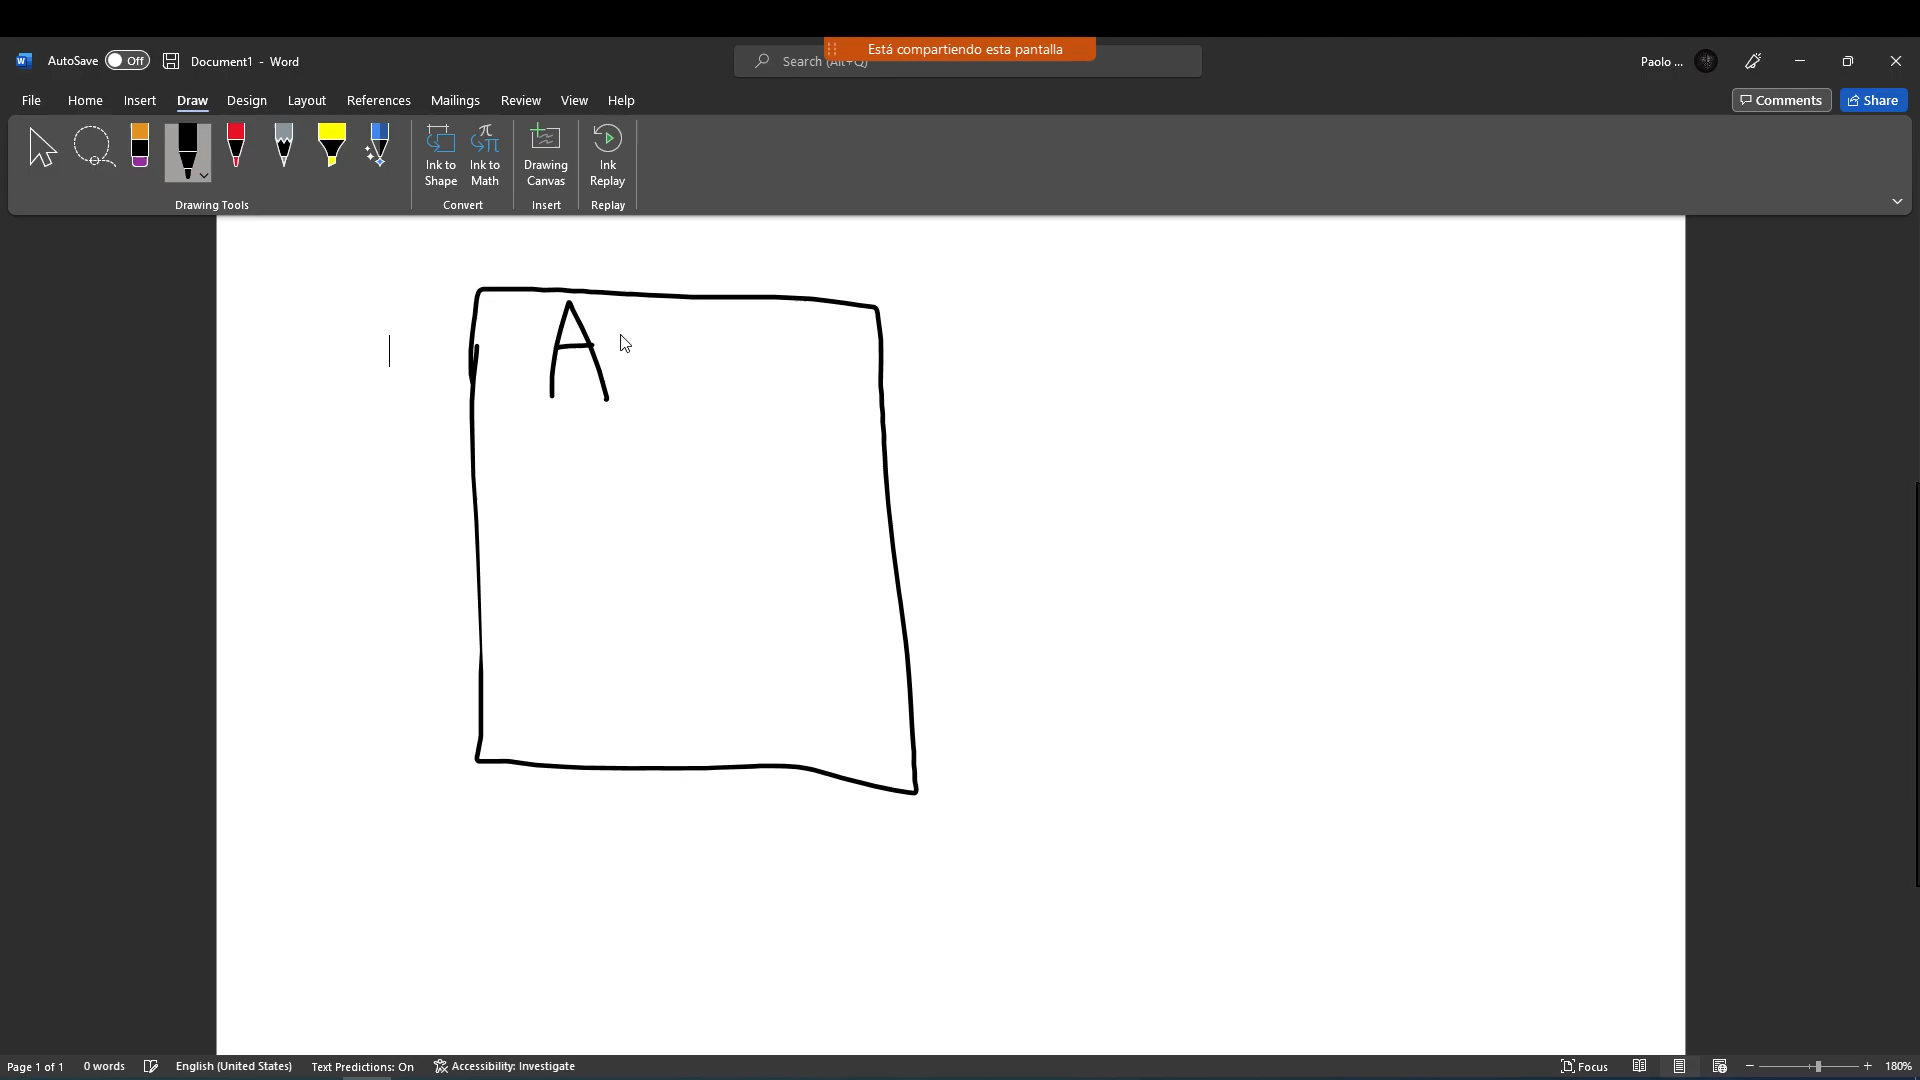 Está compartiendo esta pantalla
W AutoSave Off Document1 - Word Search (Alt+Q) Paolo ...
File Home Insert Draw Design Layout References Mailings Review View Help Comments Share
Ink to Shape
Ink to Math
Drawing Canvas
Ink Replay
Drawing Tools Convert Insert Replay
A
Page 1 of 1 0 words English (United States) Text Predictions: On Accessibility: Investigate Focus 180%